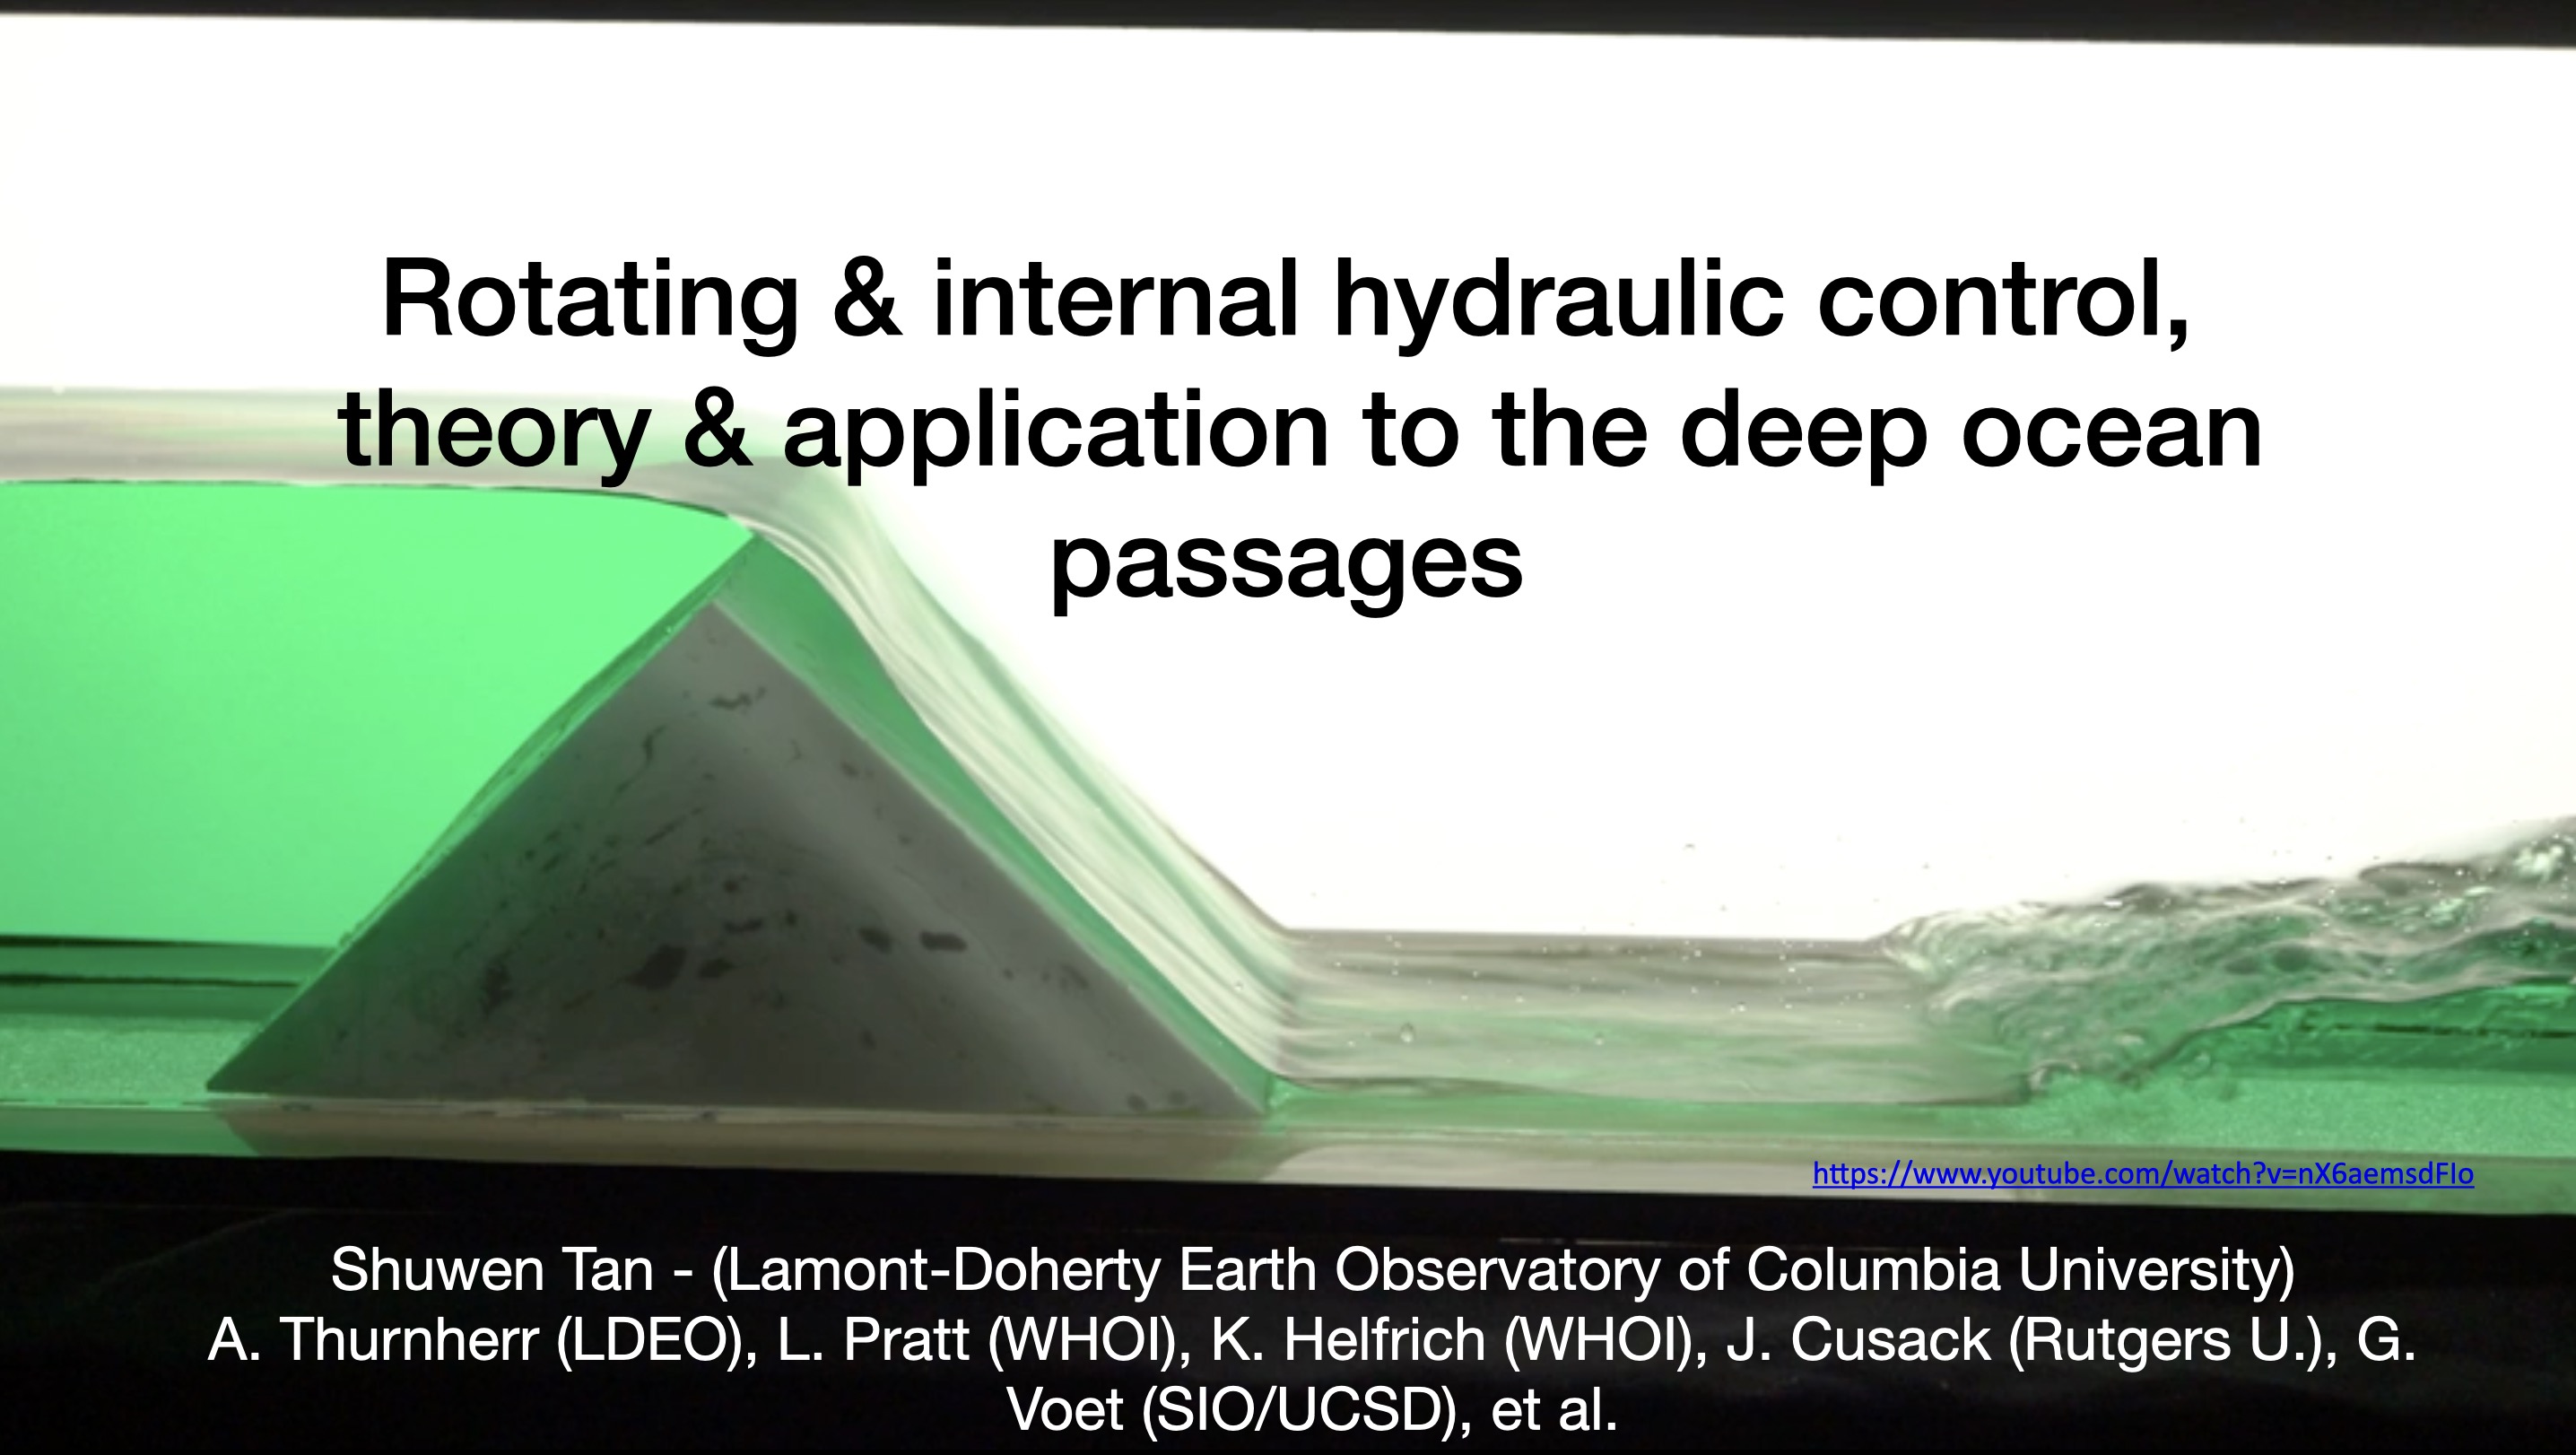 Rotating & internal hydraulic control,
theory & application to the deep ocean
passages
https://www.youtube.com/watch?v=nX6aemsdFIo
Shuwen Tan - (Lamont-Doherty Earth Observatory of Columbia University)
A. Thurnherr (LDEO), L. Pratt (WHOI), K. Helfrich (WHOI), J. Cusack (Rutgers U.), G.
Voet (SIO/UCSD), et al.